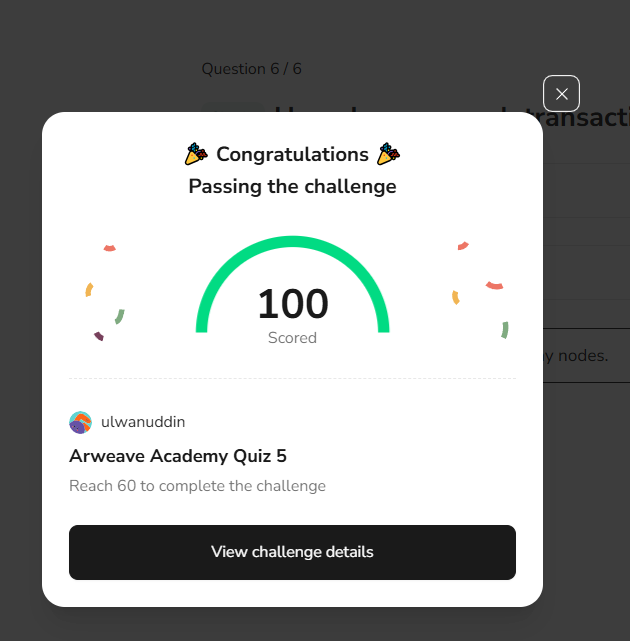 Question 6 / 6
transacti
Congratulations
Passing the challenge
100
Scored
nodes.
ulwanuddin
Arweave Academy Quiz 5
Reach 60 to complete the challenge
View challenge details